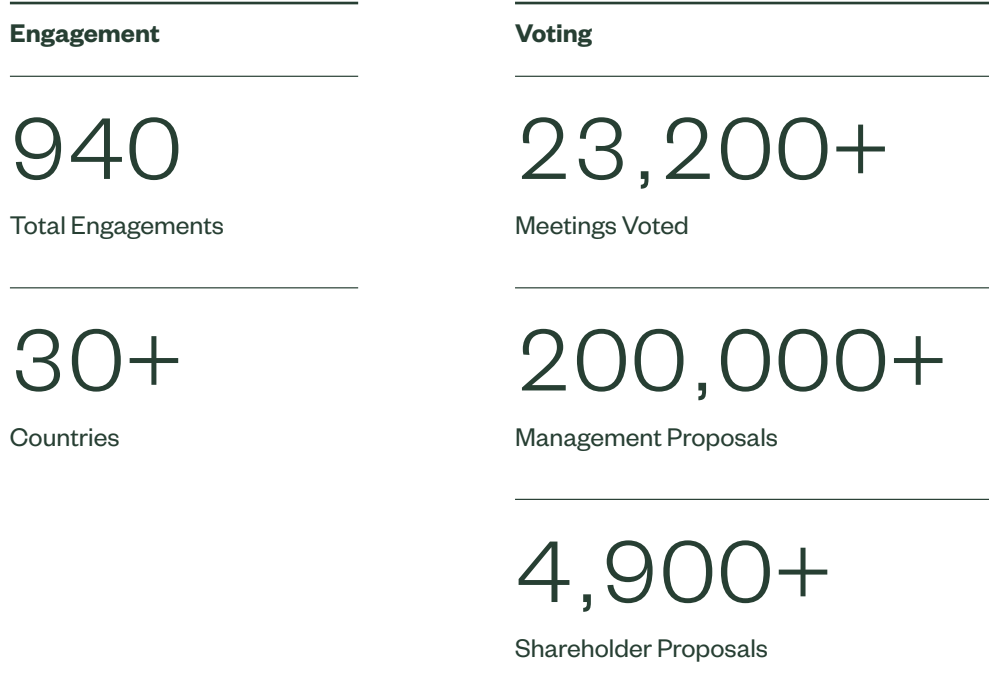 Engagement
940
Total Engagements
30+
Countries
Voting
23,200+
Meetings Voted
200,000+
Management Proposals
4,900+
Shareholder Proposals